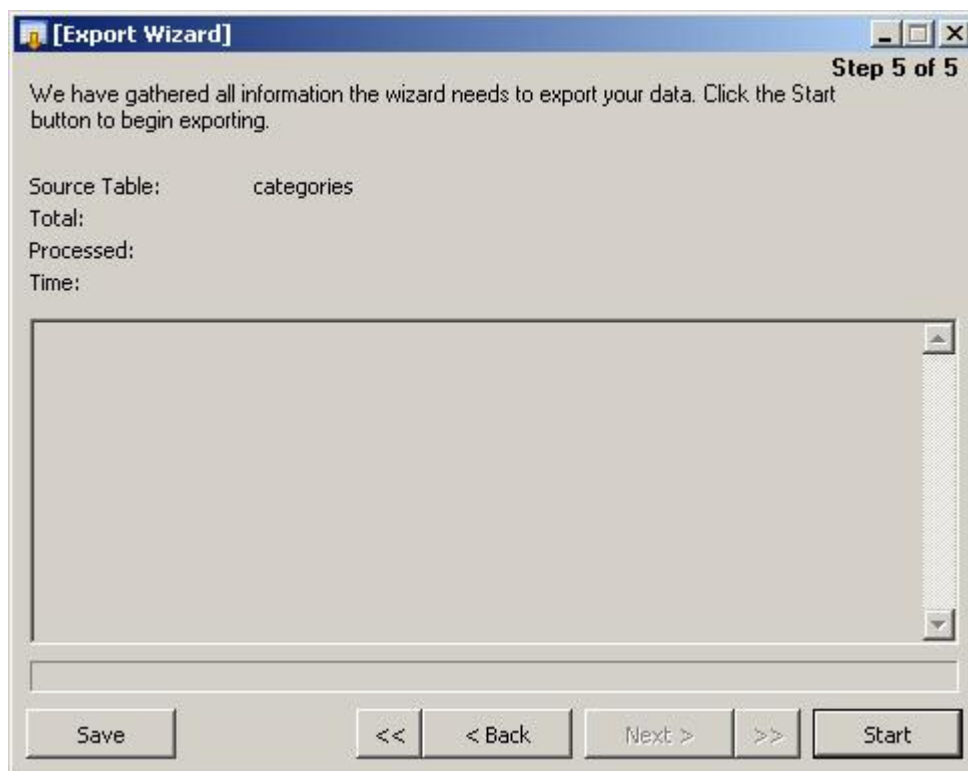 [Export Wizard]
Step 5 of 5
We have gathered all information the wizard needs to export your data. Click the Start
button to begin exporting.
Source Table: categories
Total:
Processed:
Time:
Save << < Back Next > >> Start